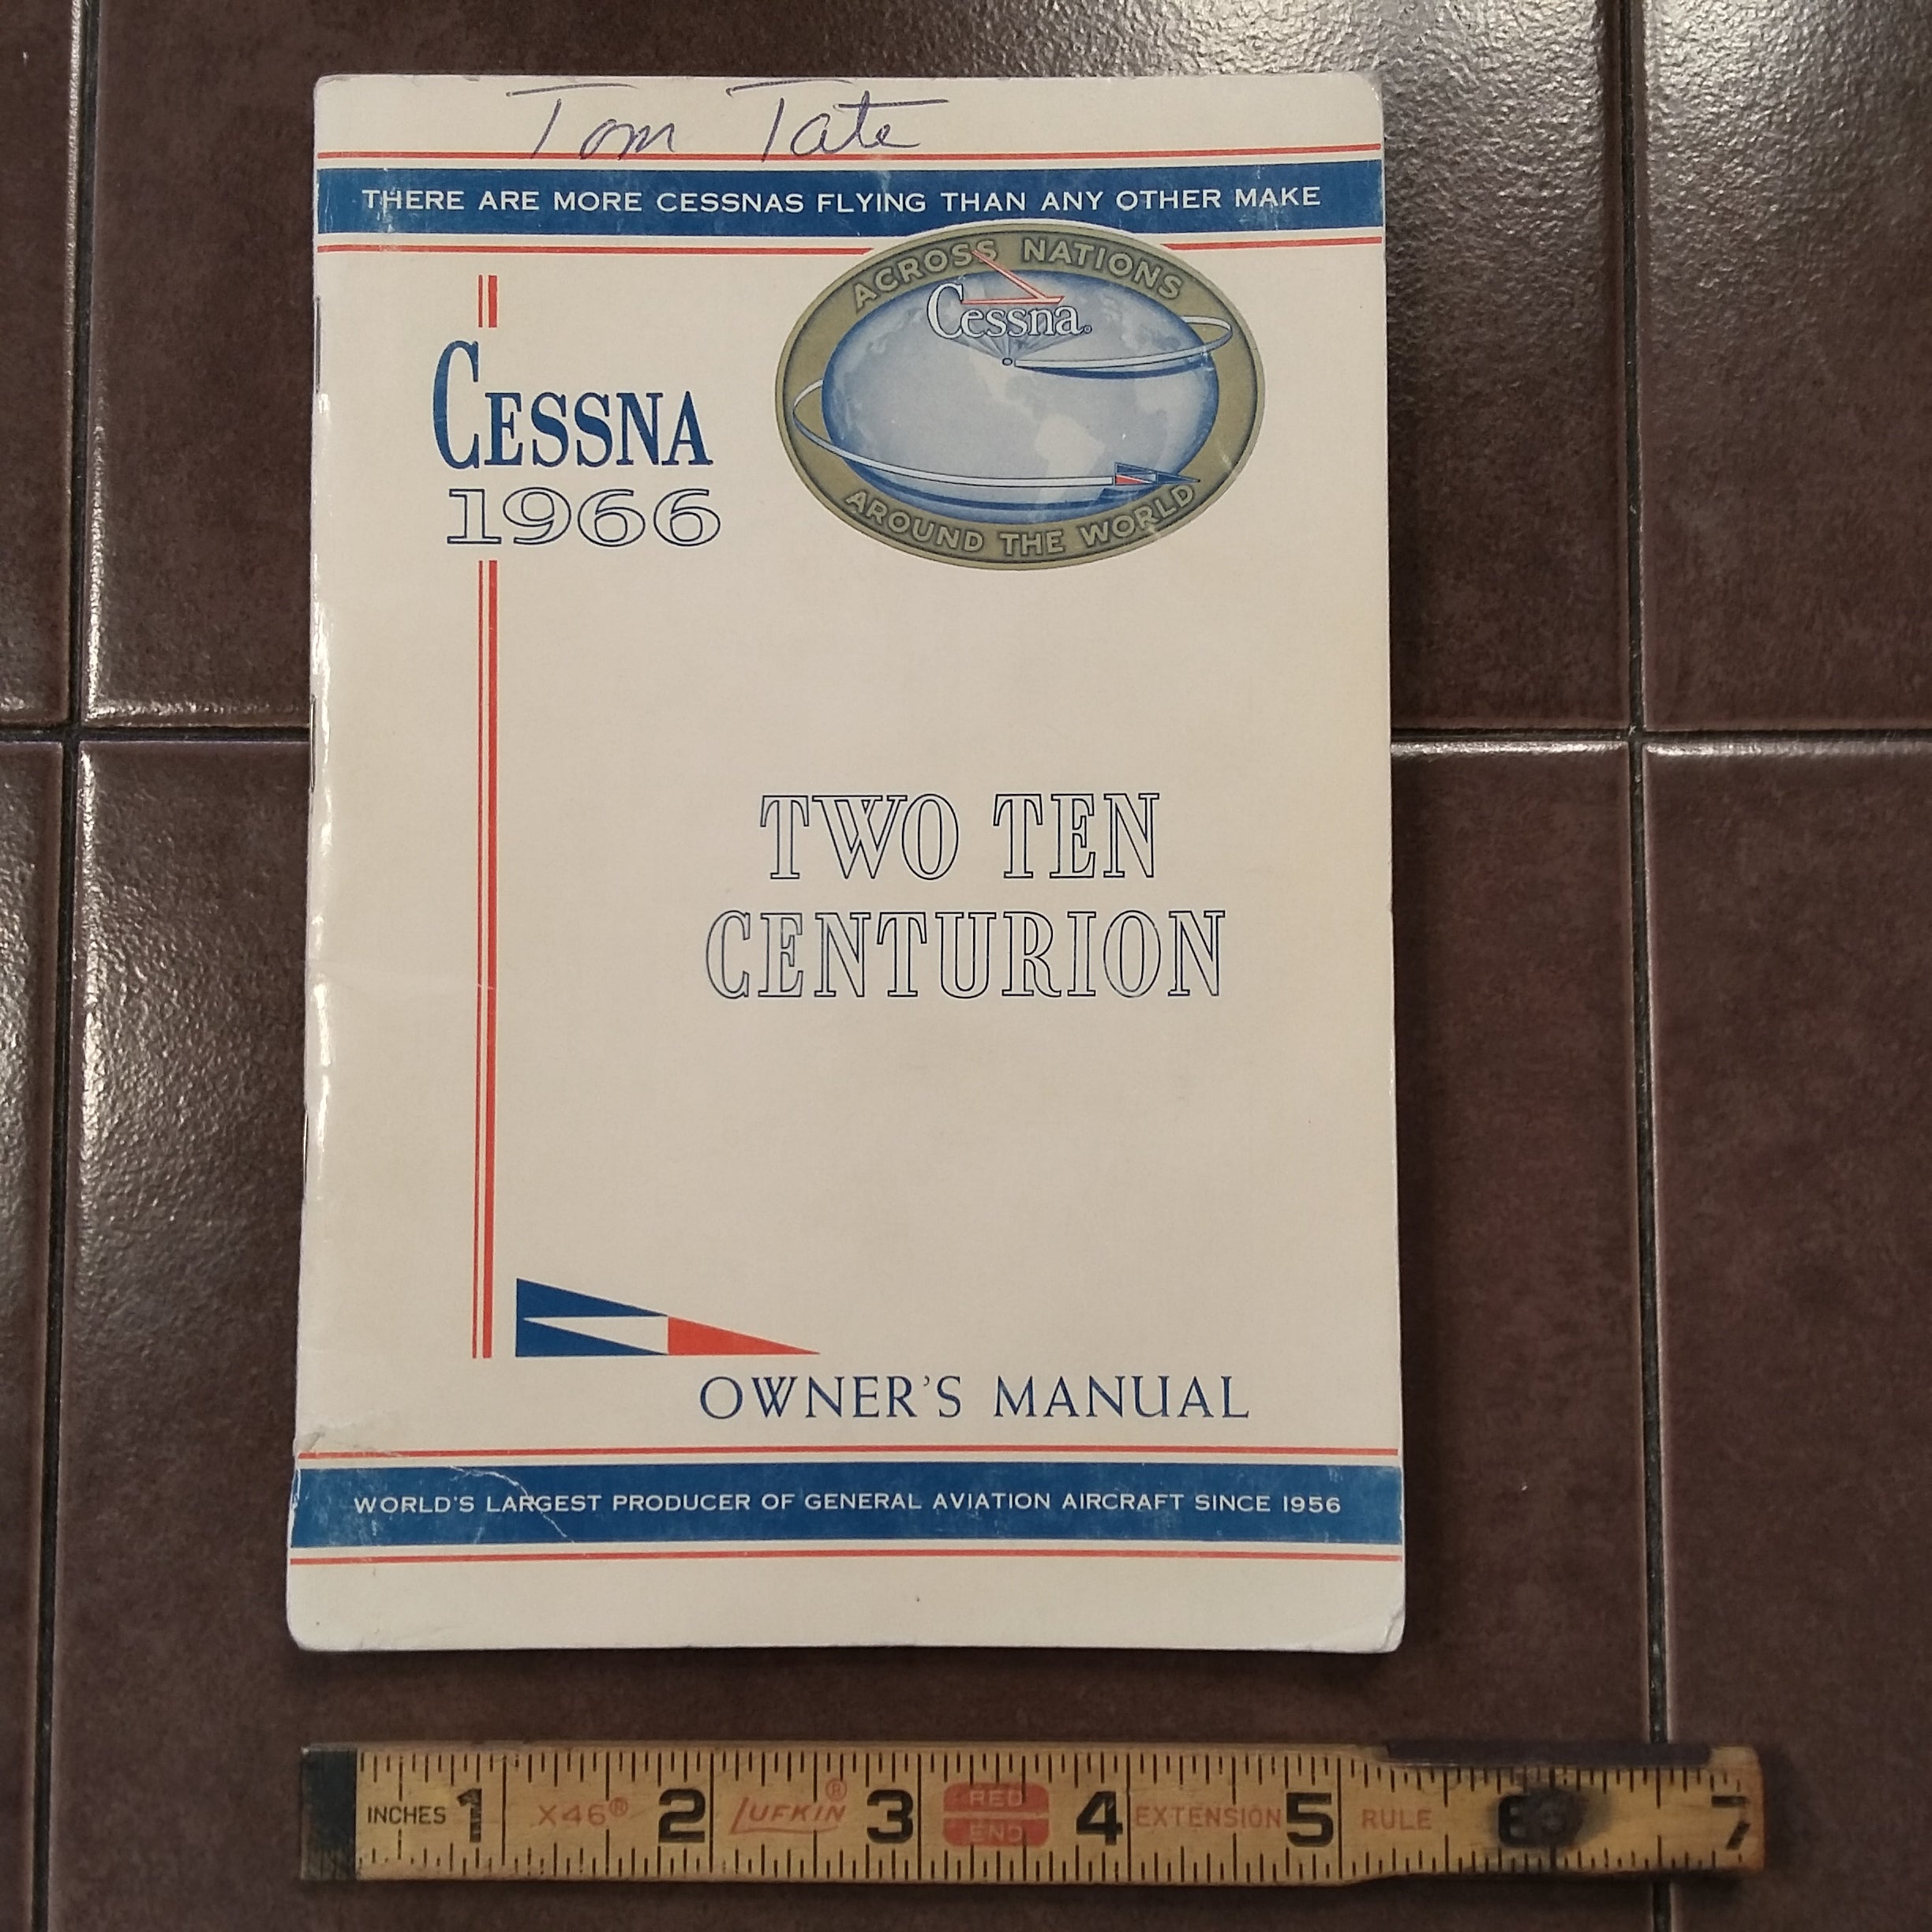 Tom Tate
THERE ARE MORE CESSNAS FLYING THAN ANY OTHER MAKE
ACROSS NATIONS
Cessna®
AROUND THE WORLD
CESSNA
1966
TWO TEN
CENTURION
OWNER'S MANUAL
WORLD'S LARGEST PRODUCER OF GENERAL AVIATION AIRCRAFT SINCE 1956
INCHES 1 X46® 2 LUFKIN® 3 RED END 4 EXTENSION 5 RULE 6 7